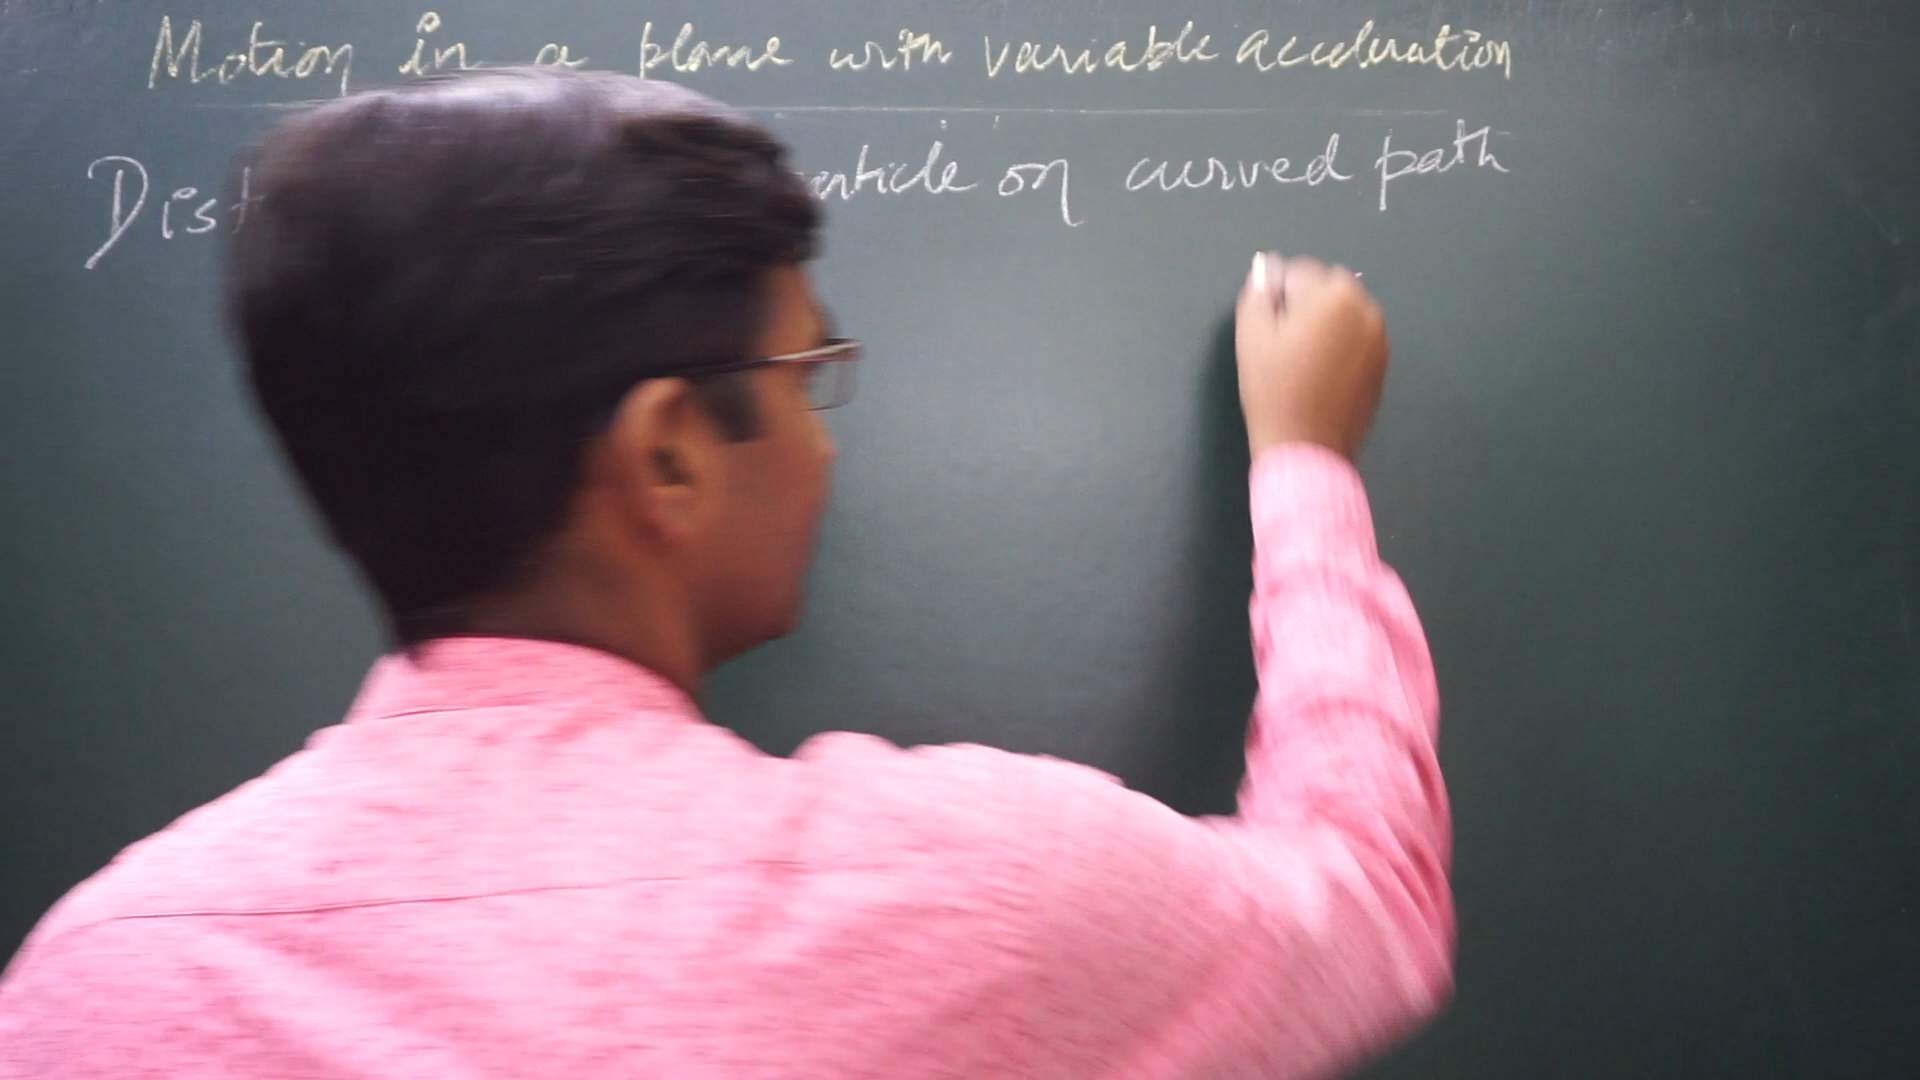 Motion in a plane with variable acceleration
Dist particle on curved path